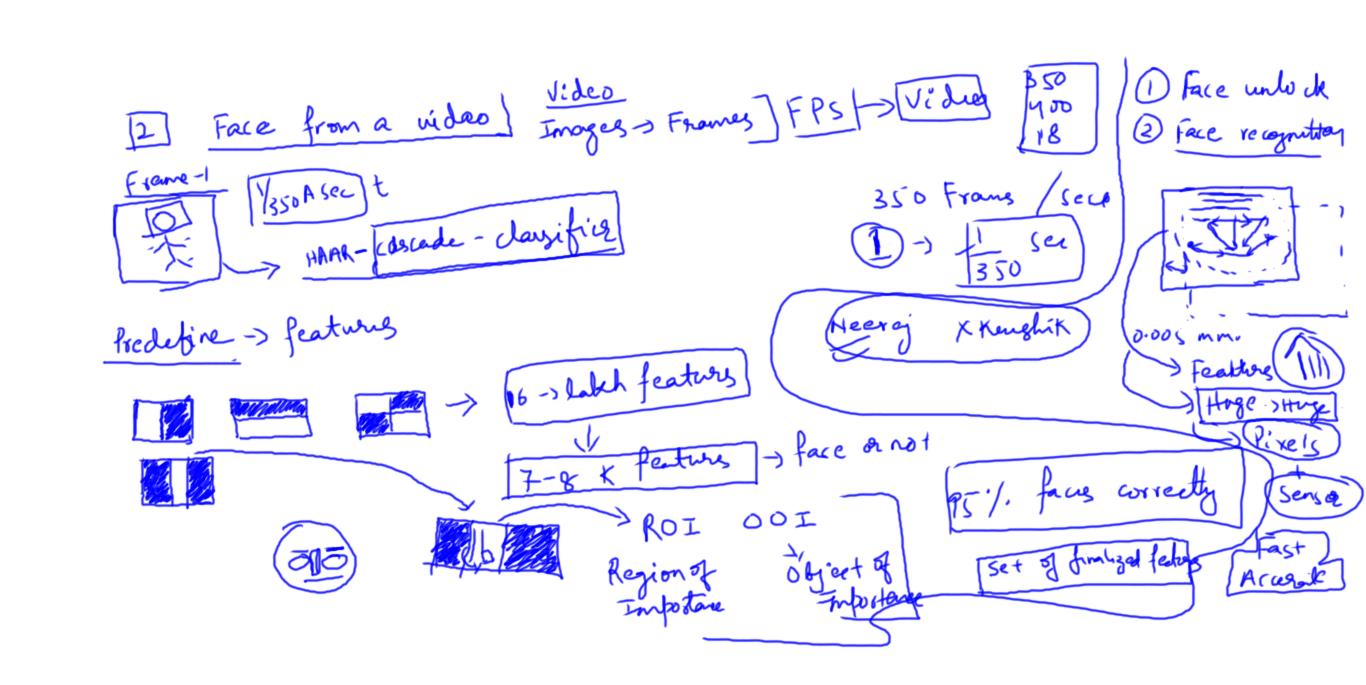 2 Face from a video
Video
Images → Frames ] FPS → Video
350
400
18
① Face unlock
② Face recognition
Frame-1
1/350 sec t
HAAR-cascade-classifier
350 Frams /sec
① → 1/350 sec
Neeraj X Kaushik
Predefine → features
16 → lakh features
7-8 K features → face or not
ROI OOI
Region of
Importane
Object of
Importance
0.005 mm.
Features
Huge → Huge
Pixels
Sensor
Fast
Accurate
95% faces correctly
Set of finalized features